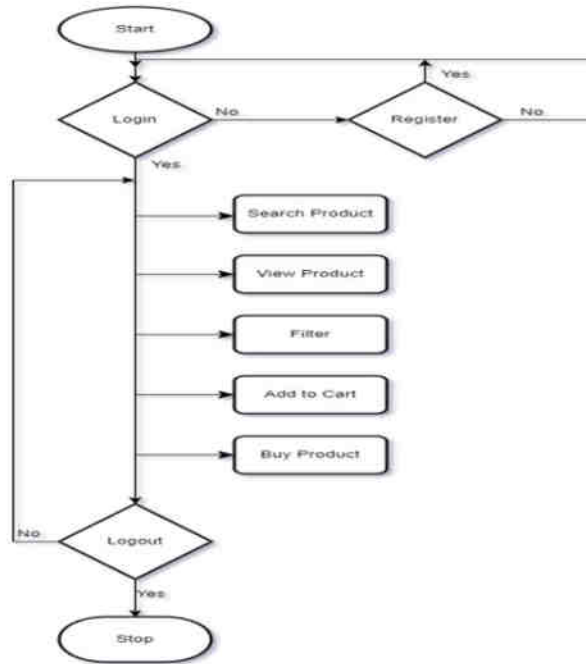 Start
Yes.
Login
No.
Register
No.
Yes.
Search Product
View Product
Filter
Add to Cart
Buy Product
No.
Logout
Yes.
Stop